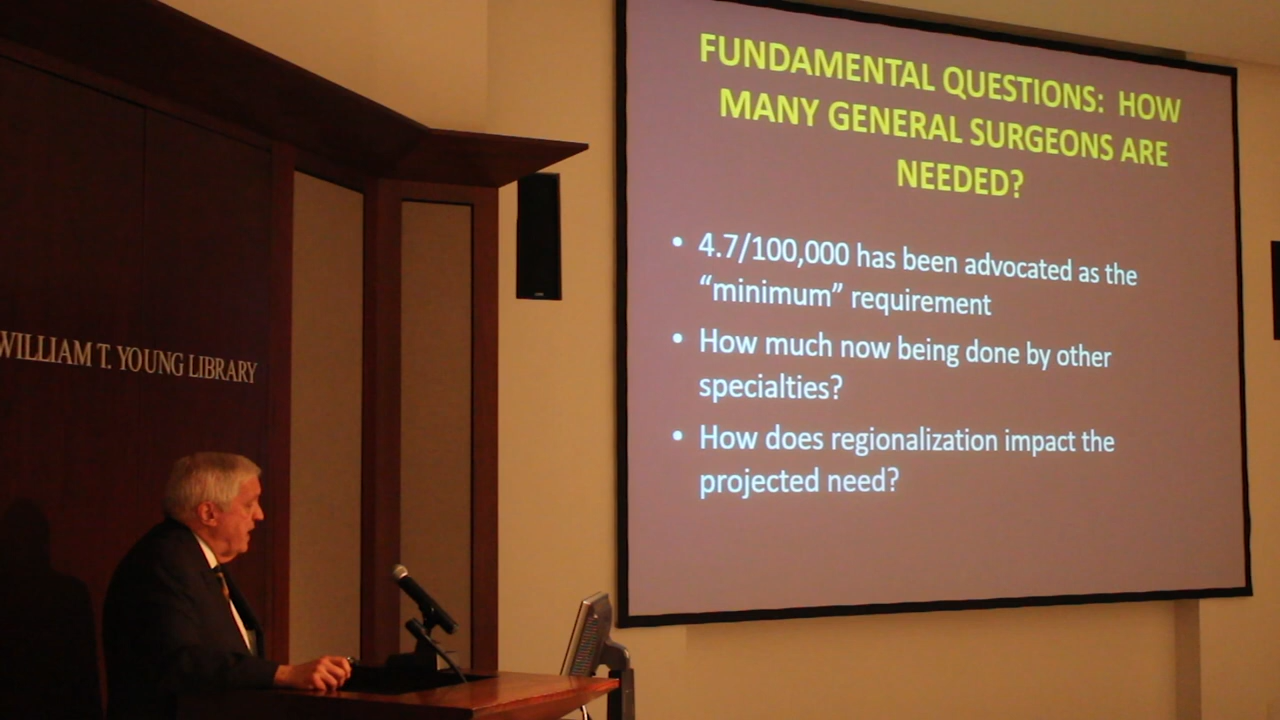 FUNDAMENTAL QUESTIONS: HOW
MANY GENERAL SURGEONS ARE
NEEDED?
• 4.7/100,000 has been advocated as the
“minimum” requirement
• How much now being done by other
specialties?
• How does regionalization impact the
projected need?
WILLIAM T. YOUNG LIBRARY